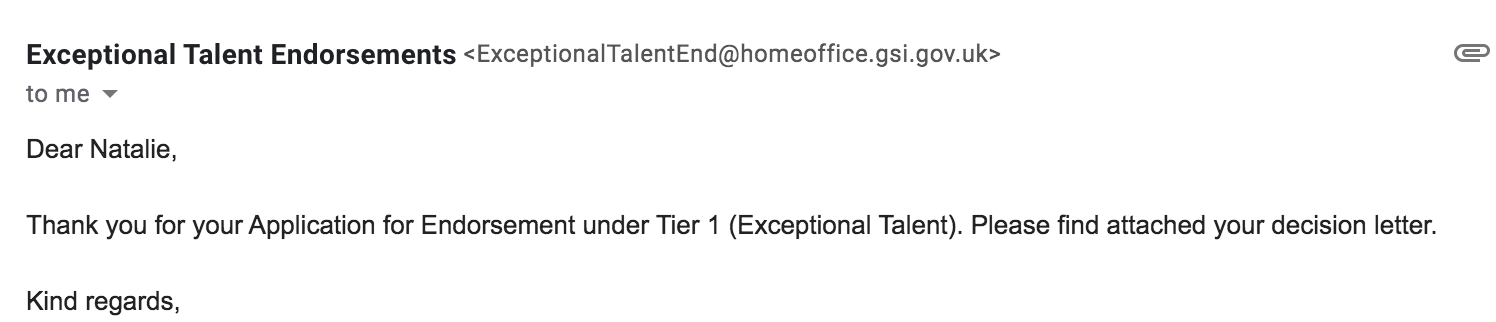 Exceptional Talent Endorsements <ExceptionalTalentEnd@homeoffice.gsi.gov.uk>
to me
Dear Natalie,
Thank you for your Application for Endorsement under Tier 1 (Exceptional Talent). Please find attached your decision letter.
Kind regards,